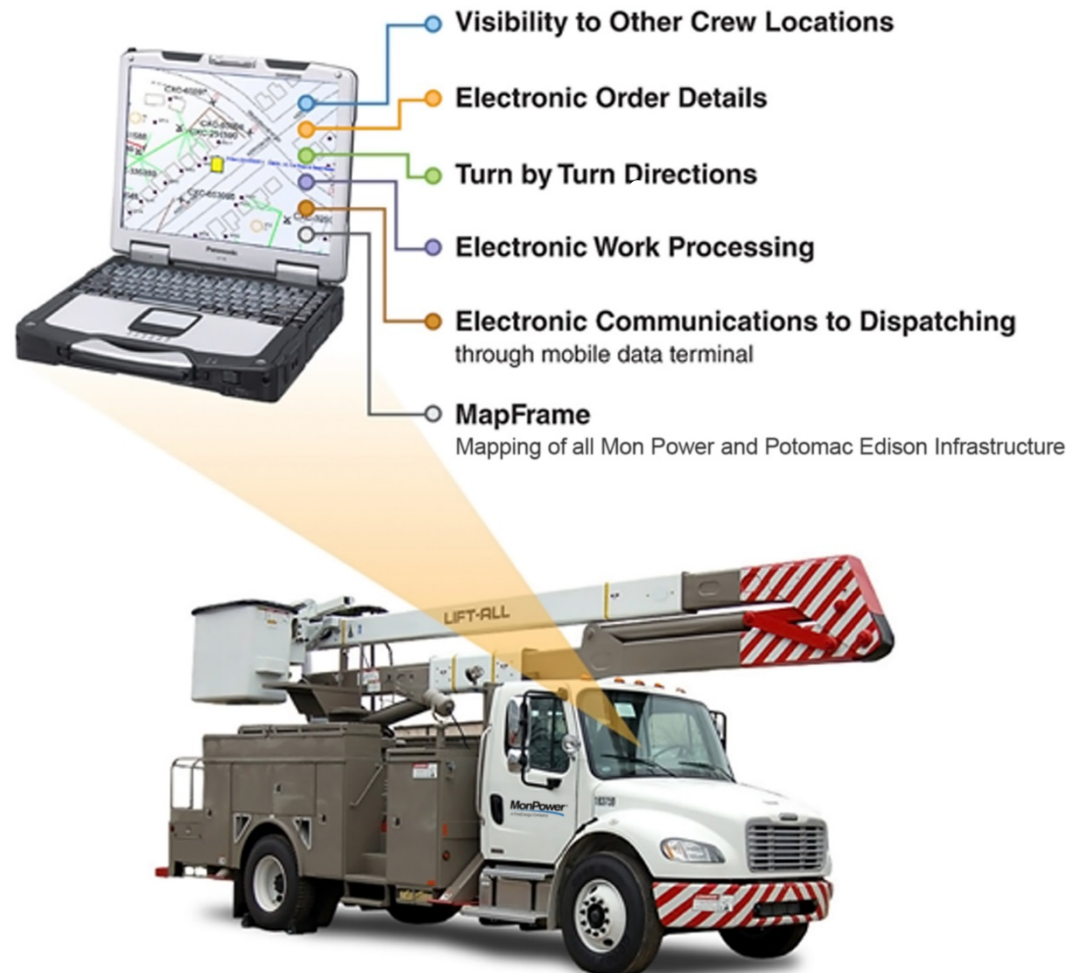 Visibility to Other Crew Locations
Electronic Order Details
Turn by Turn Directions
Electronic Work Processing
Electronic Communications to Dispatching
through mobile data terminal
MapFrame
Mapping of all Mon Power and Potomac Edison Infrastructure
Panasonic
LIFT-ALL
MonPower